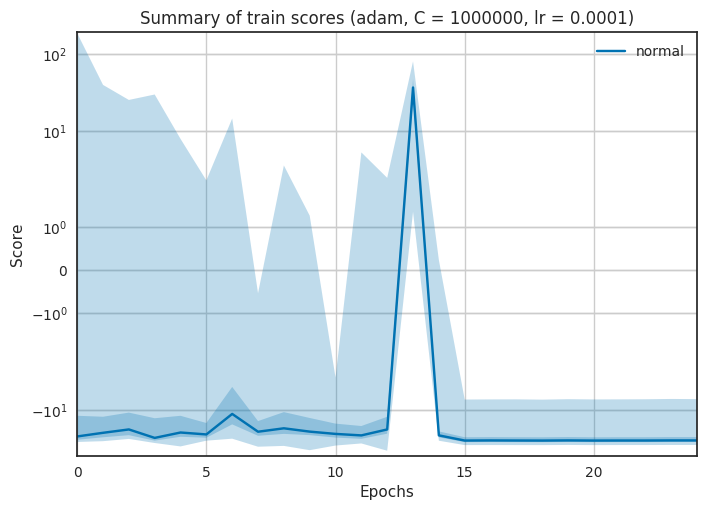 Summary of train scores (adam, C = 1000000, lr = 0.0001)
normal
10²
10¹
10⁰
0
−10⁰
−10¹
Score
0 5 10 15 20
Epochs